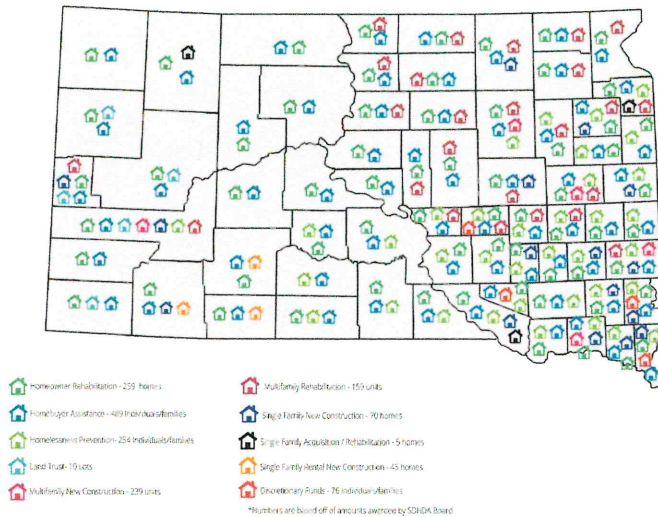 Homeowner Rehabilitation - 259 homes
Homebuyer Assistance - 489 Individuals/families
Homelessness Prevention - 254 Individuals/families
Land Trust - 19 Lots
Multifamily New Construction - 239 units
Multifamily Rehabilitation - 159 units
Single Family New Construction - 70 homes
Single Family Acquisition / Rehabilitation - 5 homes
Single Family Rental New Construction - 45 homes
Discretionary Funds - 76 Individuals/families
*Numbers are based off of amounts awarded by SDHDA Board